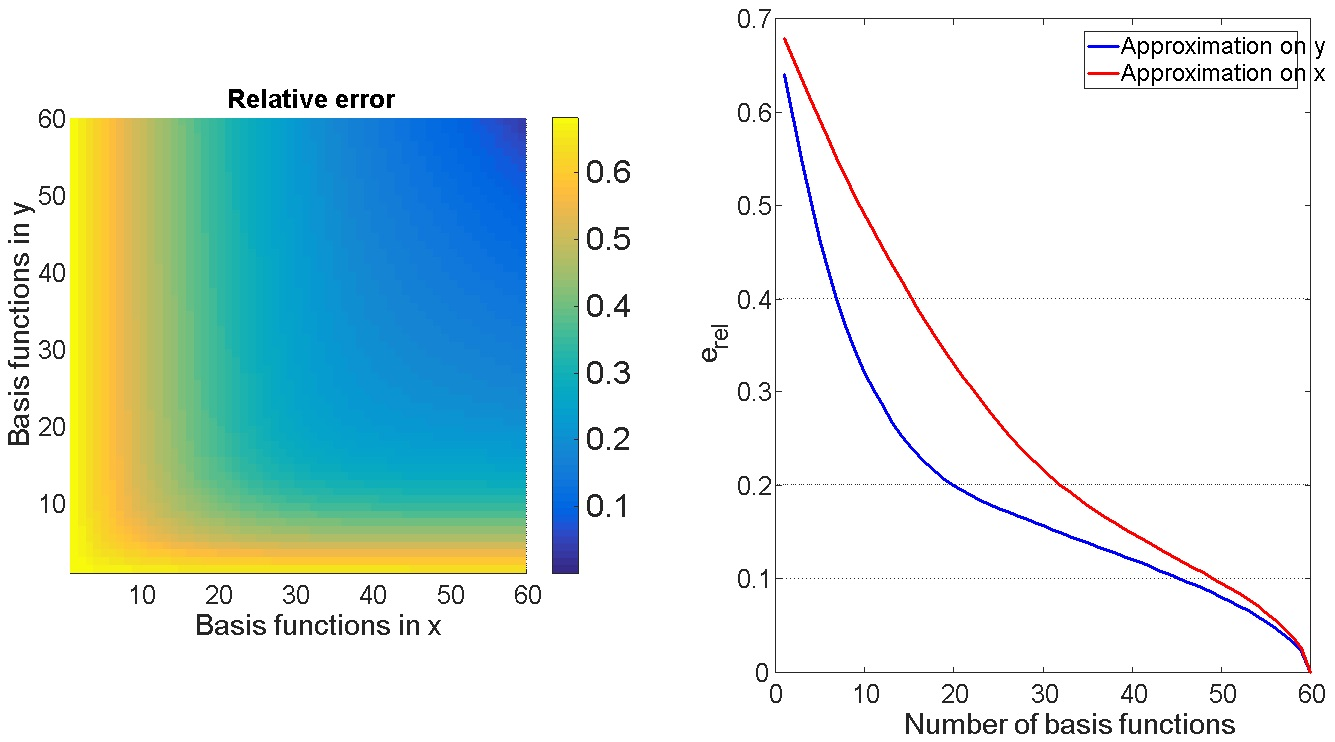 Relative error
60
50
40
30
20
10
Basis functions in y
10 20 30 40 50 60
Basis functions in x
0.6
0.5
0.4
0.3
0.2
0.1
0.7
0.6
0.5
0.4
0.3
0.2
0.1
0
e_rel
0 10 20 30 40 50 60
Number of basis functions
Approximation on y
Approximation on x